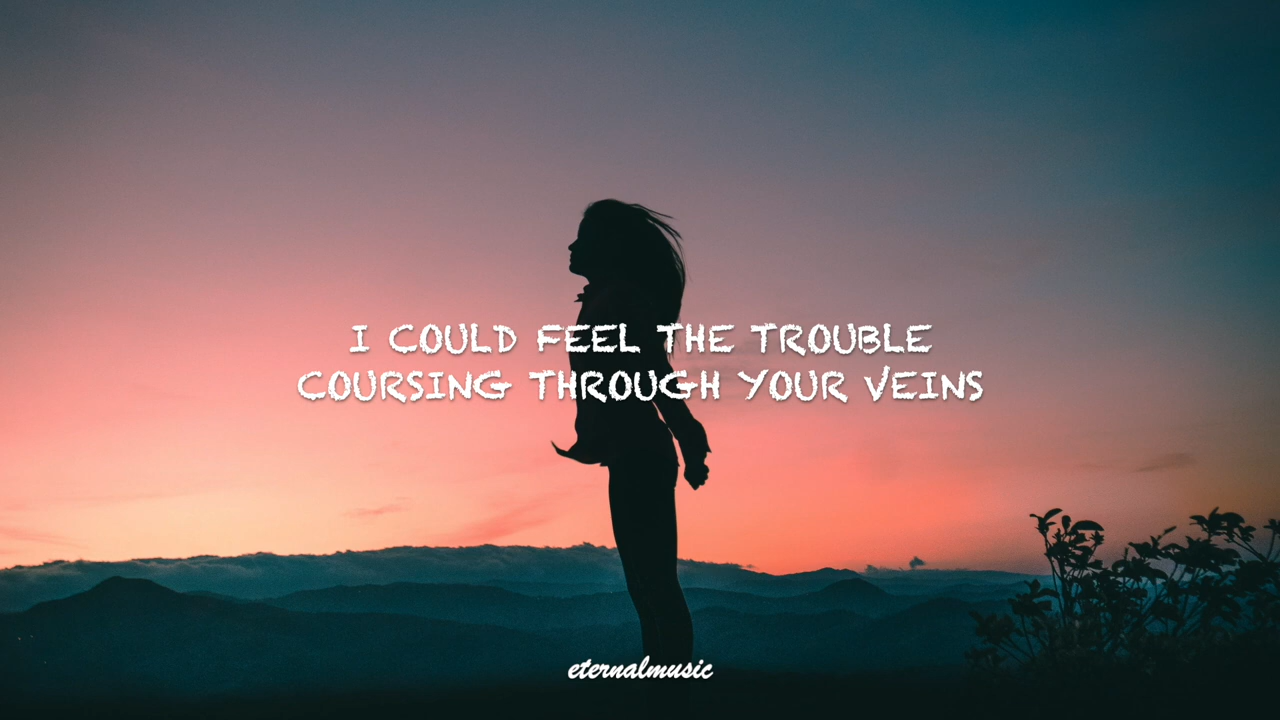 I COULD FEEL THE TROUBLE
COURSING THROUGH YOUR VEINS
eternalmusic